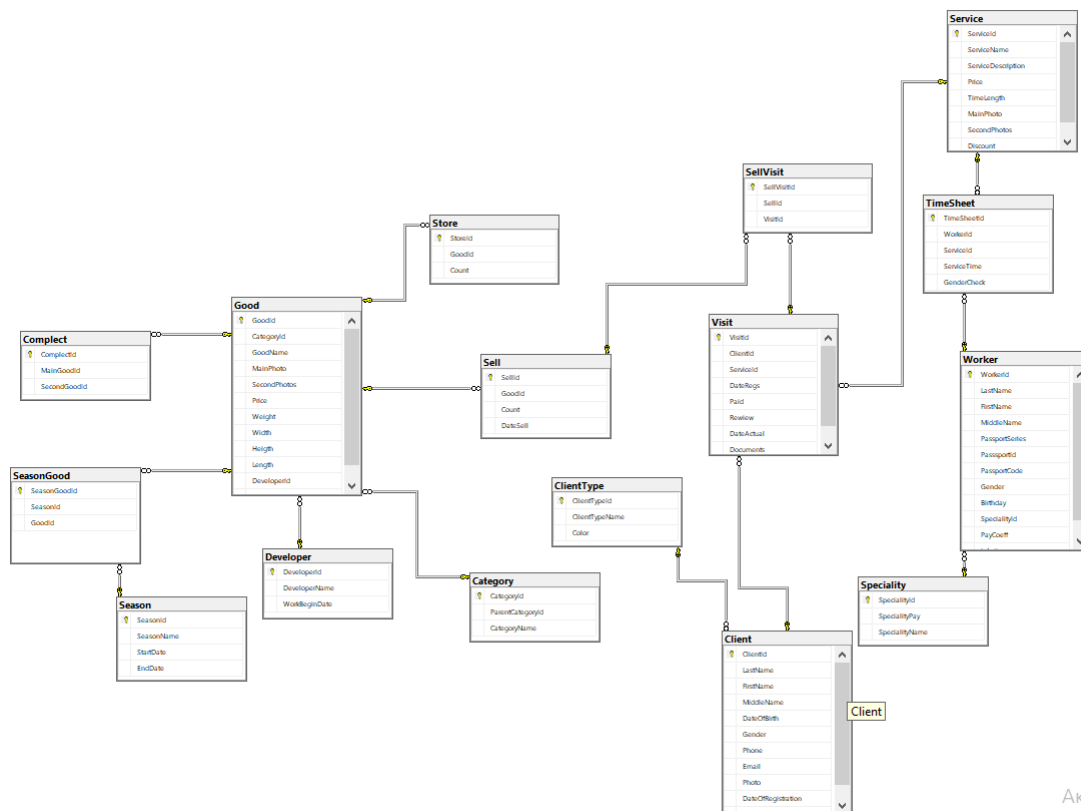 Service
ServiceId
ServiceName
ServiceDescription
Price
TimeLength
MainPhoto
SecondPhotos
Discount
SellVisit
SellVisitId
SellId
VisitId
TimeSheet
TimeSheetId
WorkerId
ServiceId
ServiceTime
GenderCheck
Store
StoreId
GoodId
Count
Good
GoodId
CategoryId
GoodName
MainPhoto
SecondPhotos
Price
Weight
Width
Heigth
Length
DeveloperId
Complect
ComplectId
MainGoodId
SecondGoodId
Sell
SellId
GoodId
Count
DateSell
Visit
VisitId
ClientId
ServiceId
DateRegs
Paid
Rewiew
DateActual
Documents
Worker
WorkerId
LastName
FirstName
MiddleName
PassportSeries
PasssportId
PassportCode
Gender
Birthday
SpecialityId
PayCoeff
SeasonGood
SeasonGoodId
SeasonId
GoodId
ClientType
ClientTypeId
ClientTypeName
Color
Developer
DeveloperId
DeveloperName
WorkBeginDate
Category
CategoryId
ParentCategoryId
CategoryName
Speciality
SpecialityId
SpecialityPay
SpecialityName
Season
SeasonId
SeasonName
StartDate
EndDate
Client
ClientId
LastName
FirstName
MiddleName
DateOfBirth
Gender
Phone
Email
Photo
DateOfRegistration
Client